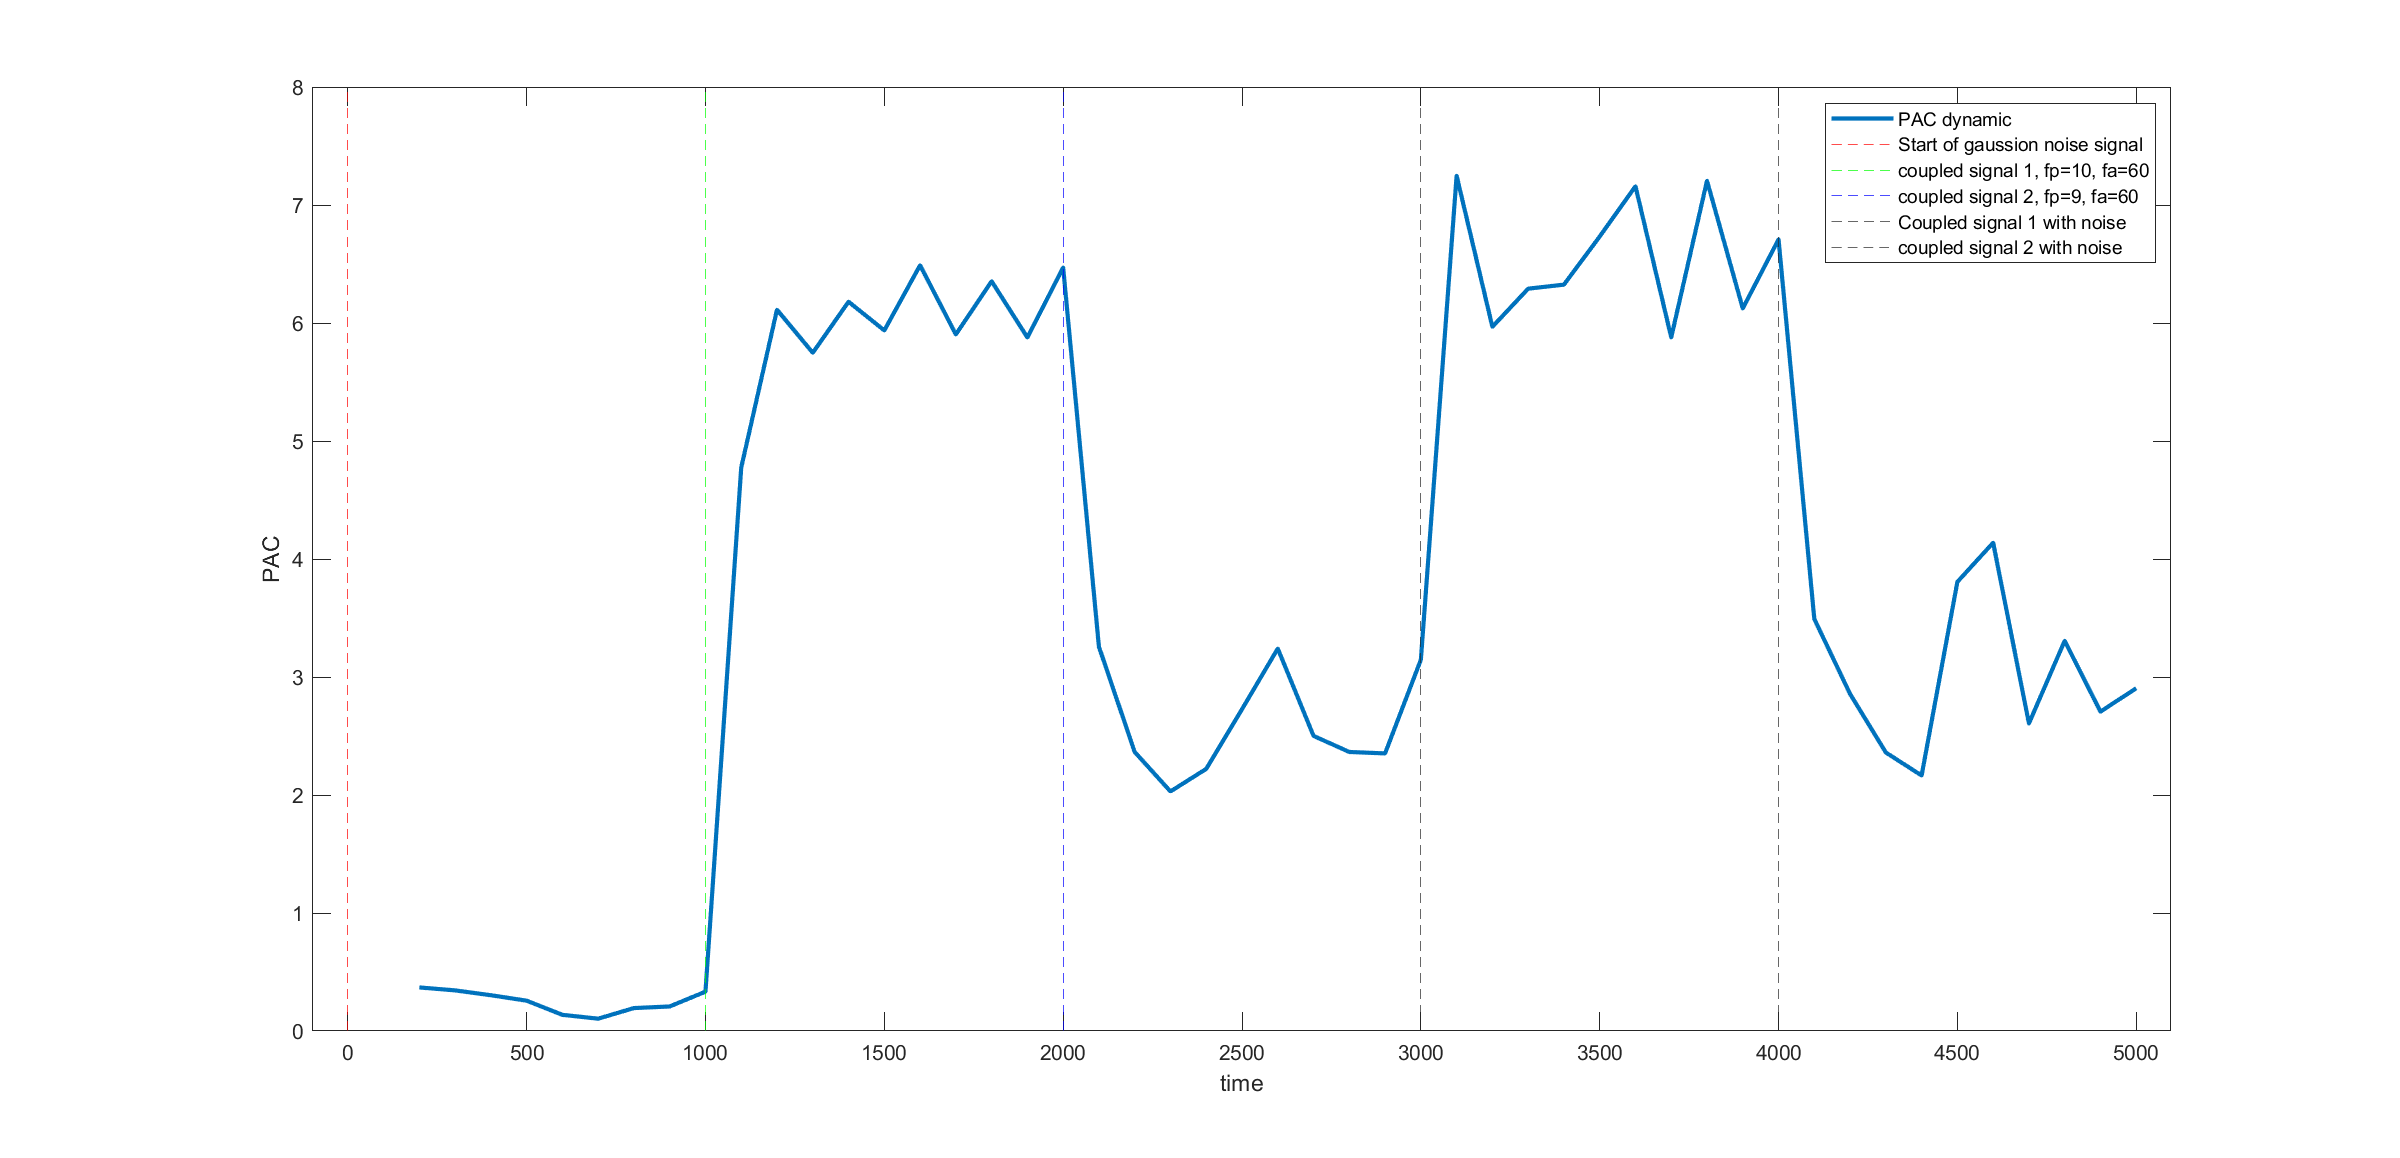 8
7
6
5
4
3
2
1
0
PAC
PAC dynamic
Start of gaussion noise signal
coupled signal 1, fp=10, fa=60
coupled signal 2, fp=9, fa=60
Coupled signal 1 with noise
coupled signal 2 with noise
0 500 1000 1500 2000 2500 3000 3500 4000 4500 5000
time